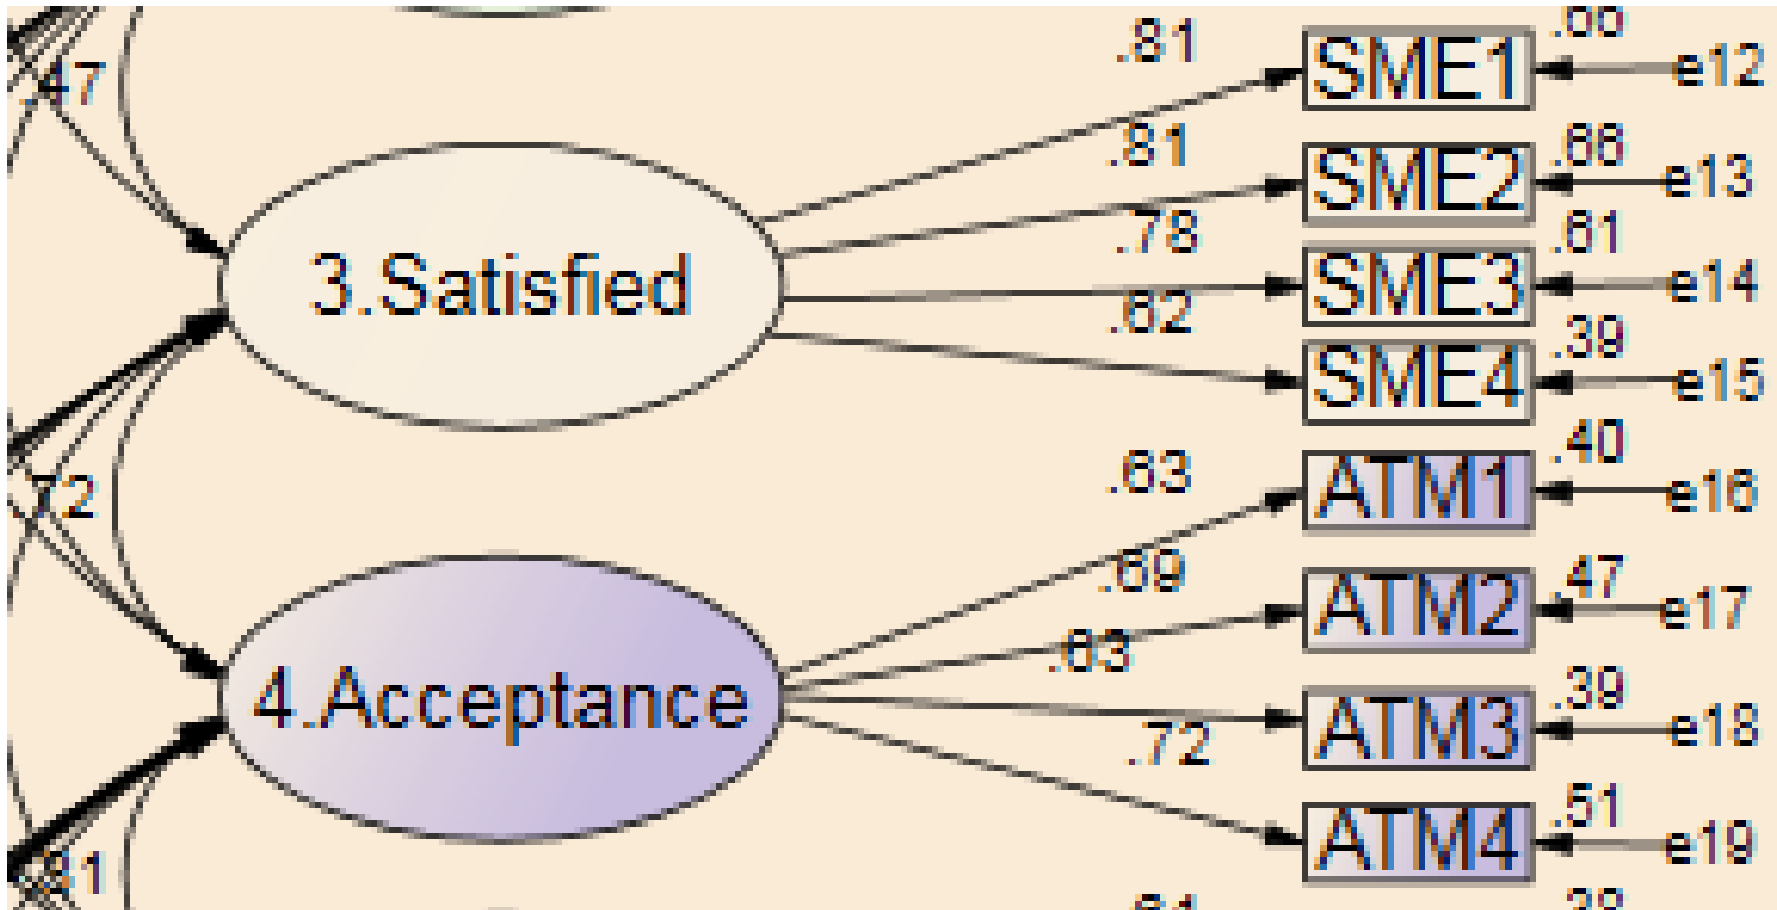 .81
SME1
e12
.47
.81
.66
SME2
e13
.78
.61
3.Satisfied
SME3
e14
.62
.39
SME4
e15
.63
.40
ATM1
e16
.69
.47
ATM2
e17
.63
.39
4.Acceptance
ATM3
e18
.72
.51
ATM4
e19